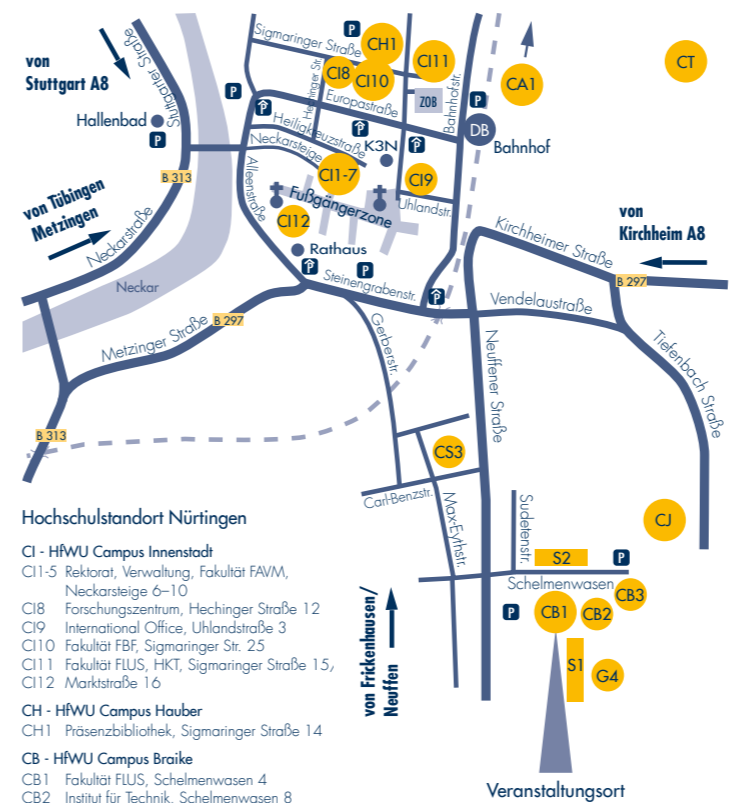 von
Stuttgart A8
Stuttgarter Straße
Hallenbad
P
B 313
von Tübingen
Metzingen
Neckarstraße
Neckar
Metzinger Straße
B 297
B 313
P
P
Sigmaringer Straße
CH1
CI8
CI10
CI11
Hechinger Str.
Europastraße
ZOB
Bahnhofstr.
P
CA1
CT
DB
Bahnhof
P
Heiligkreuzstraße
P
P
Neckarsteige
K3N
CI1-7
CI9
Alleenstraße
Fußgängerzone
Uhlandstr.
CI12
Rathaus
P
P
P
Steinengrabenstr.
Kirchheimer Straße
von
Kirchheim A8
B 297
Vendelaustraße
Tiefenbach Straße
Gerberstr.
Neuffener Straße
CS3
Carl-Benzstr.
Max-Eythstr.
Sudetenstr.
CJ
S2
P
Schelmenwasen
P
CB1
CB2
CB3
S1
G4
von Frickenhausen/
Neuffen
Veranstaltungsort
Hochschulstandort Nürtingen
CI - HfWU Campus Innenstadt
CI1-5 Rektorat, Verwaltung, Fakultät FAVM,
Neckarsteige 6–10
CI8 Forschungszentrum, Hechinger Straße 12
CI9 International Office, Uhlandstraße 3
CI10 Fakultät FBF, Sigmaringer Str. 25
CI11 Fakultät FLUS, HKT, Sigmaringer Straße 15,
CI12 Marktstraße 16
CH - HfWU Campus Hauber
CH1 Präsenzbibliothek, Sigmaringer Straße 14
CB - HfWU Campus Braike
CB1 Fakultät FLUS, Schelmenwasen 4
CB2 Institut für Technik, Schelmenwasen 8